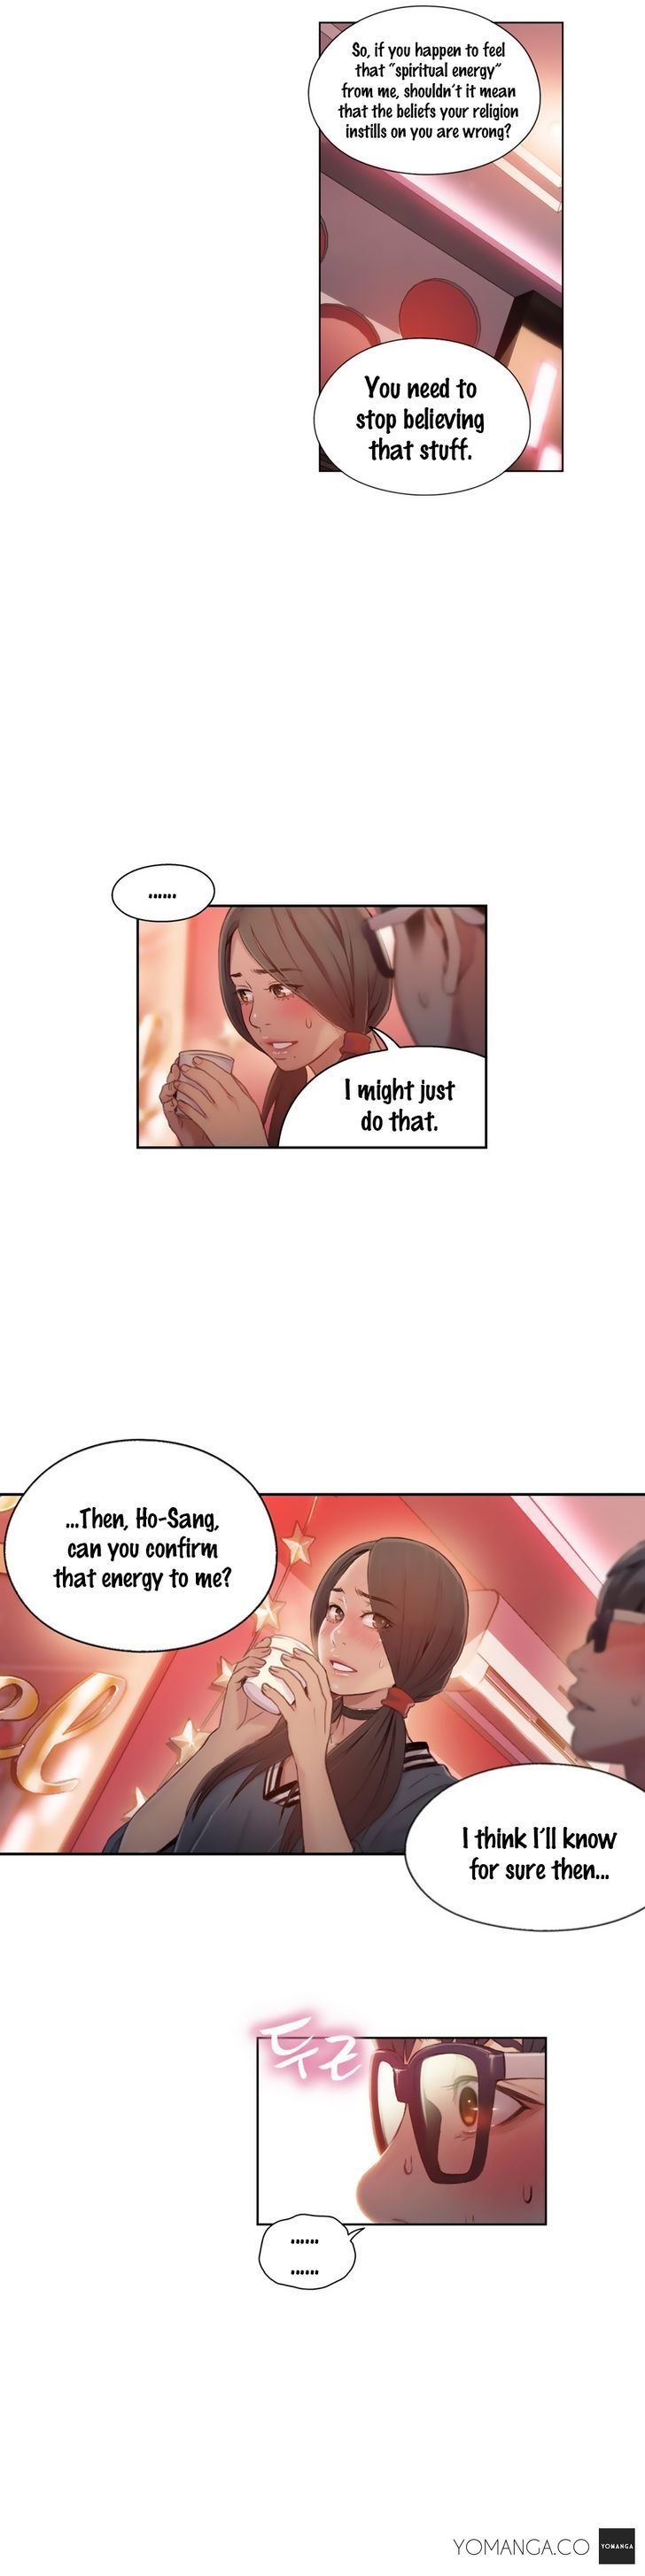 So, if you happen to feel
that "spiritual energy"
from me, shouldn't it mean
that the beliefs your religion
instills on you are wrong?
You need to
stop believing
that stuff.
......
I might just
do that.
...Then, Ho-Sang,
can you confirm
that energy to me?
I think I'll know
for sure then...
두근
......
......
YOMANGA.CO
YOMANGA